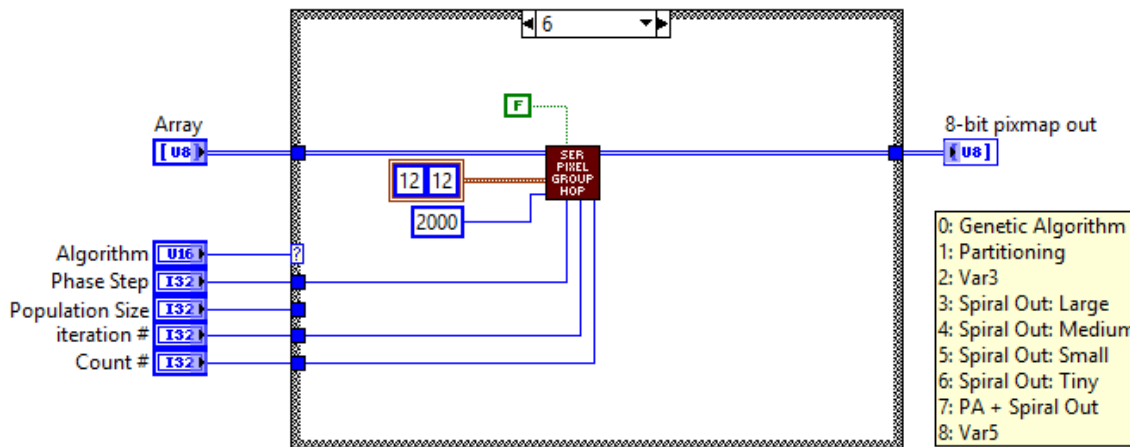 6
F
Array
[U8]
8-bit pixmap out
[U8]
SER
PIXEL
GROUP
HOP
12 12
2000
Algorithm
U16
?
Phase Step
I32
Population Size
I32
iteration #
I32
Count #
I32
0: Genetic Algorithm
1: Partitioning
2: Var3
3: Spiral Out: Large
4: Spiral Out: Medium
5: Spiral Out: Small
6: Spiral Out: Tiny
7: PA + Spiral Out
8: Var5